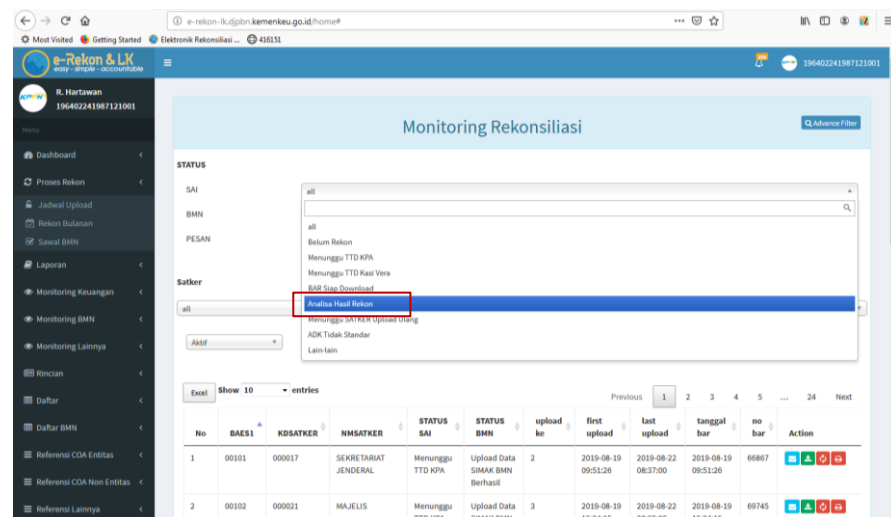 e-rekon-lk.djpbn.kemenkeu.go.id/home#
Most Visited Getting Started Elektronik Rekonsiliasi ... 416151
e-Rekon & LK
easy - simple - accountable
196402241987121001
R. Hartawan
196402241987121001
Menu
Dashboard
Proses Rekon
Jadwal Upload
Rekon Bulanan
Sawal BMN
Laporan
Monitoring Keuangan
Monitoring BMN
Monitoring Lainnya
Rincian
Daftar
Daftar BMN
Referensi COA Entitas
Referensi COA Non Entitas
Referensi Lainnya
Monitoring Rekonsiliasi
Advance Filter
STATUS
SAI
all
BMN
PESAN
all
Belum Rekon
Menunggu TTD KPA
Menunggu TTD Kasi Vera
BAR Siap Download
Analisa Hasil Rekon
Menunggu SATKER Upload Ulang
ADK Tidak Standar
Lain-lain
Satker
all
Aktif
Excel Show 10 entries
Previous 1 2 3 4 5 ... 24 Next
No BAES1 KDSATKER NMSATKER STATUS SAI STATUS BMN upload ke first upload last upload tanggal bar no bar Action
1 00101 000017 SEKRETARIAT JENDERAL Menunggu TTD KPA Upload Data SIMAK BMN Berhasil 2 2019-08-19 09:51:26 2019-08-22 08:37:00 2019-08-19 09:51:26 66867
2 00102 000021 MAJELIS Menunggu Upload Data 3 2019-08-19 2019-08-22 2019-08-19 69745